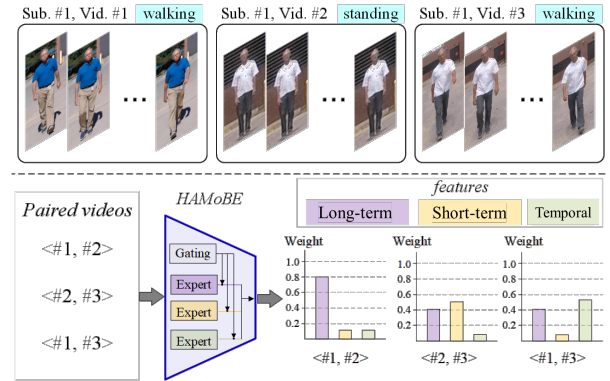 Sub. #1, Vid. #1 walking
Sub. #1, Vid. #2 standing
Sub. #1, Vid. #3 walking
...
...
...
Paired videos
<#1, #2>
<#2, #3>
<#1, #3>
HAMoBE
Gating
Expert
Expert
Expert
features
Long-term
Short-term
Temporal
Weight
1.0
0.8
0.6
0.4
0.2
<#1, #2>
Weight
1.0
0.8
0.6
0.4
0.2
<#2, #3>
Weight
1.0
0.8
0.6
0.4
0.2
<#1, #3>